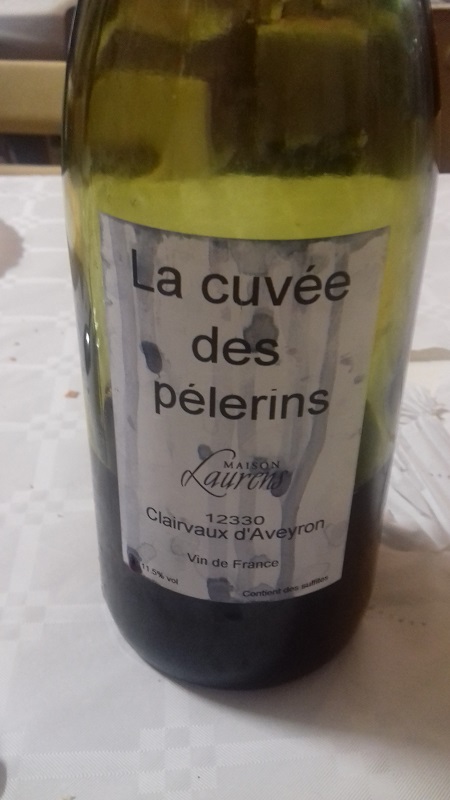 La cuvée
des
pélerins
MAISON
Laurens
12330
Clairvaux d'Aveyron
Vin de France
11.5% vol
Contient des sulfites